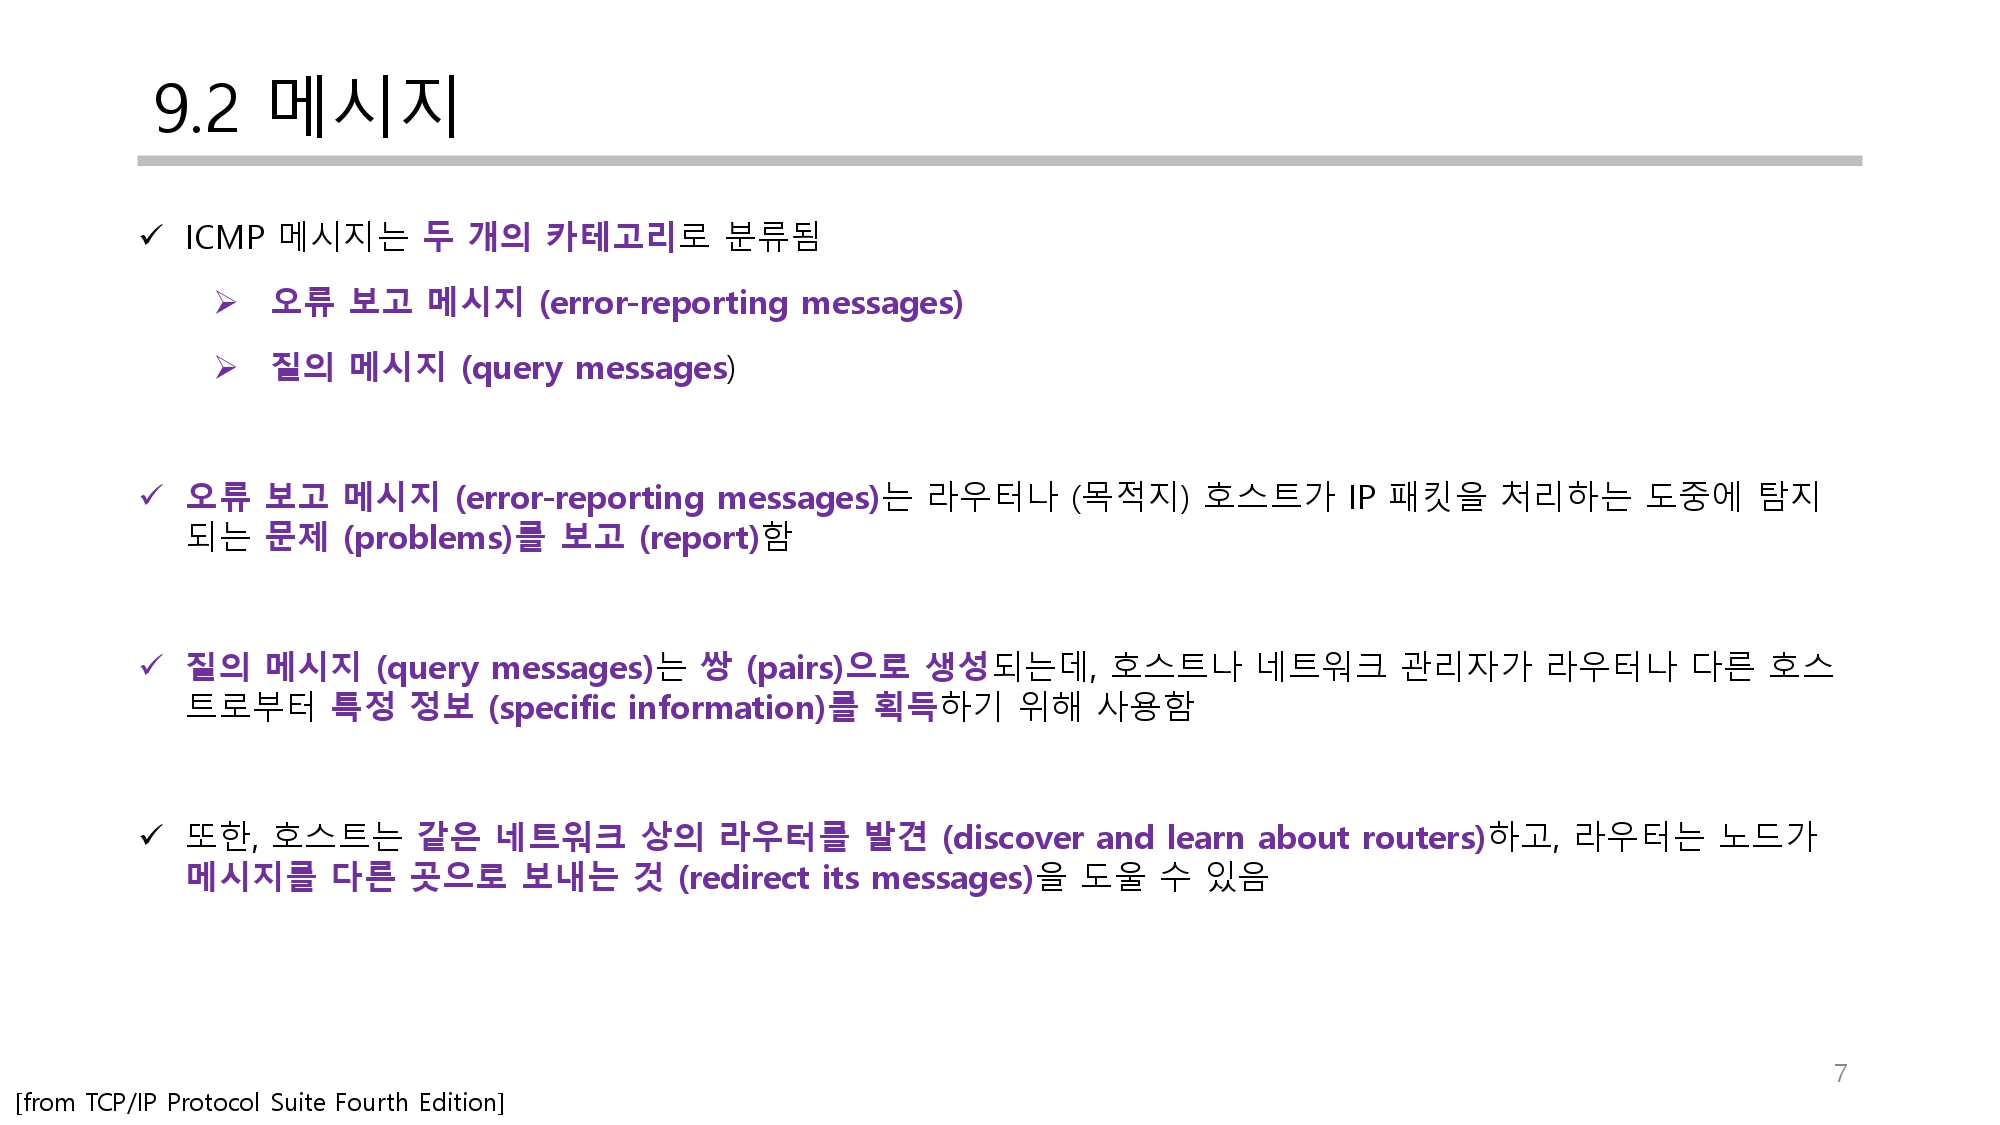 9.2 메시지
✓ ICMP 메시지는 두 개의 카테고리로 분류됨
➢ 오류 보고 메시지 (error-reporting messages)
➢ 질의 메시지 (query messages)
✓ 오류 보고 메시지 (error-reporting messages)는 라우터나 (목적지) 호스트가 IP 패킷을 처리하는 도중에 탐지
되는 문제 (problems)를 보고 (report)함
✓ 질의 메시지 (query messages)는 쌍 (pairs)으로 생성되는데, 호스트나 네트워크 관리자가 라우터나 다른 호스
트로부터 특정 정보 (specific information)를 획득하기 위해 사용함
✓ 또한, 호스트는 같은 네트워크 상의 라우터를 발견 (discover and learn about routers)하고, 라우터는 노드가
메시지를 다른 곳으로 보내는 것 (redirect its messages)을 도울 수 있음
7
[from TCP/IP Protocol Suite Fourth Edition]